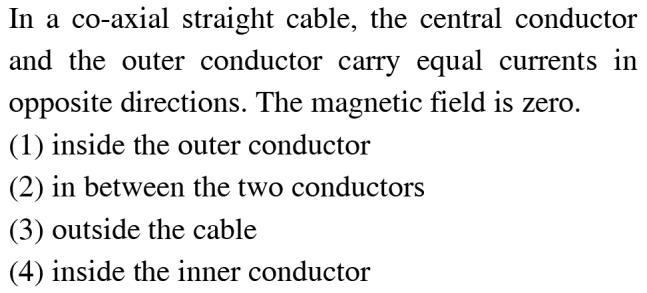 In a co-axial straight cable, the central conductor
and the outer conductor carry equal currents in
opposite directions. The magnetic field is zero.
(1) inside the outer conductor
(2) in between the two conductors
(3) outside the cable
(4) inside the inner conductor